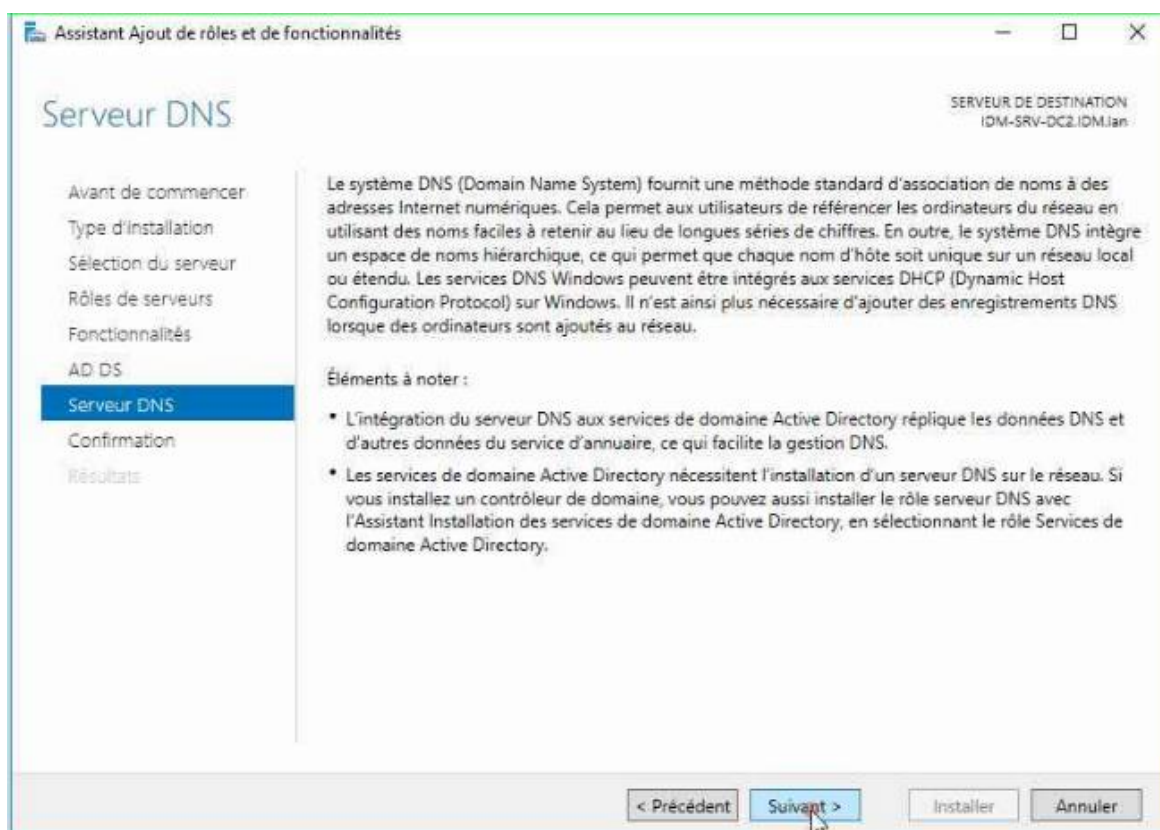 Assistant Ajout de rôles et de fonctionnalités
Serveur DNS
SERVEUR DE DESTINATION
IDM-SRV-DC2.IDM.lan
Avant de commencer
Type d'installation
Sélection du serveur
Rôles de serveurs
Fonctionnalités
AD DS
Serveur DNS
Confirmation
Résultats
Le système DNS (Domain Name System) fournit une méthode standard d'association de noms à des
adresses Internet numériques. Cela permet aux utilisateurs de référencer les ordinateurs du réseau en
utilisant des noms faciles à retenir au lieu de longues séries de chiffres. En outre, le système DNS intègre
un espace de noms hiérarchique, ce qui permet que chaque nom d'hôte soit unique sur un réseau local
ou étendu. Les services DNS Windows peuvent être intégrés aux services DHCP (Dynamic Host
Configuration Protocol) sur Windows. Il n'est ainsi plus nécessaire d'ajouter des enregistrements DNS
lorsque des ordinateurs sont ajoutés au réseau.
Éléments à noter :
• L'intégration du serveur DNS aux services de domaine Active Directory réplique les données DNS et
d'autres données du service d'annuaire, ce qui facilite la gestion DNS.
• Les services de domaine Active Directory nécessitent l'installation d'un serveur DNS sur le réseau. Si
vous installez un contrôleur de domaine, vous pouvez aussi installer le rôle serveur DNS avec
l'Assistant Installation des services de domaine Active Directory, en sélectionnant le rôle Services de
domaine Active Directory.
< Précédent
Suivant >
Installer
Annuler